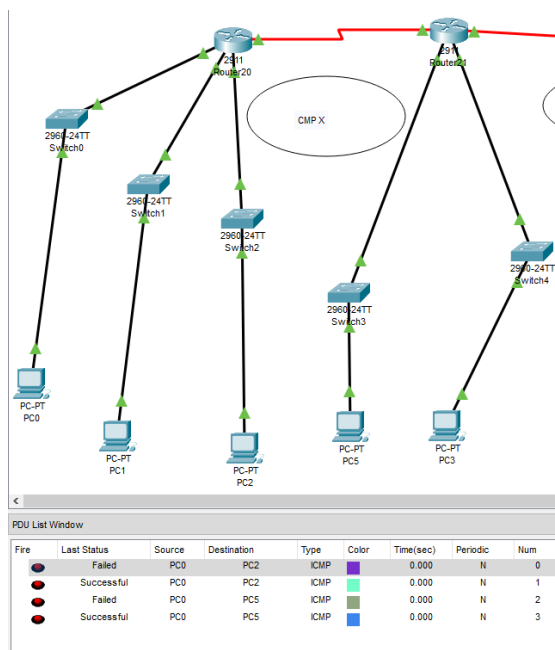 2911
Router20
291
Router21
CMP X
2960-24TT
Switch0
2960-24TT
Switch1
2960-24TT
Switch2
2960-24TT
Switch3
2960-24TT
Switch4
PC-PT
PC0
PC-PT
PC1
PC-PT
PC2
PC-PT
PC5
PC-PT
PC3
PDU List Window
Fire Last Status Source Destination Type Color Time(sec) Periodic Num
Failed PC0 PC2 ICMP 0.000 N 0
Successful PC0 PC2 ICMP 0.000 N 1
Failed PC0 PC5 ICMP 0.000 N 2
Successful PC0 PC5 ICMP 0.000 N 3